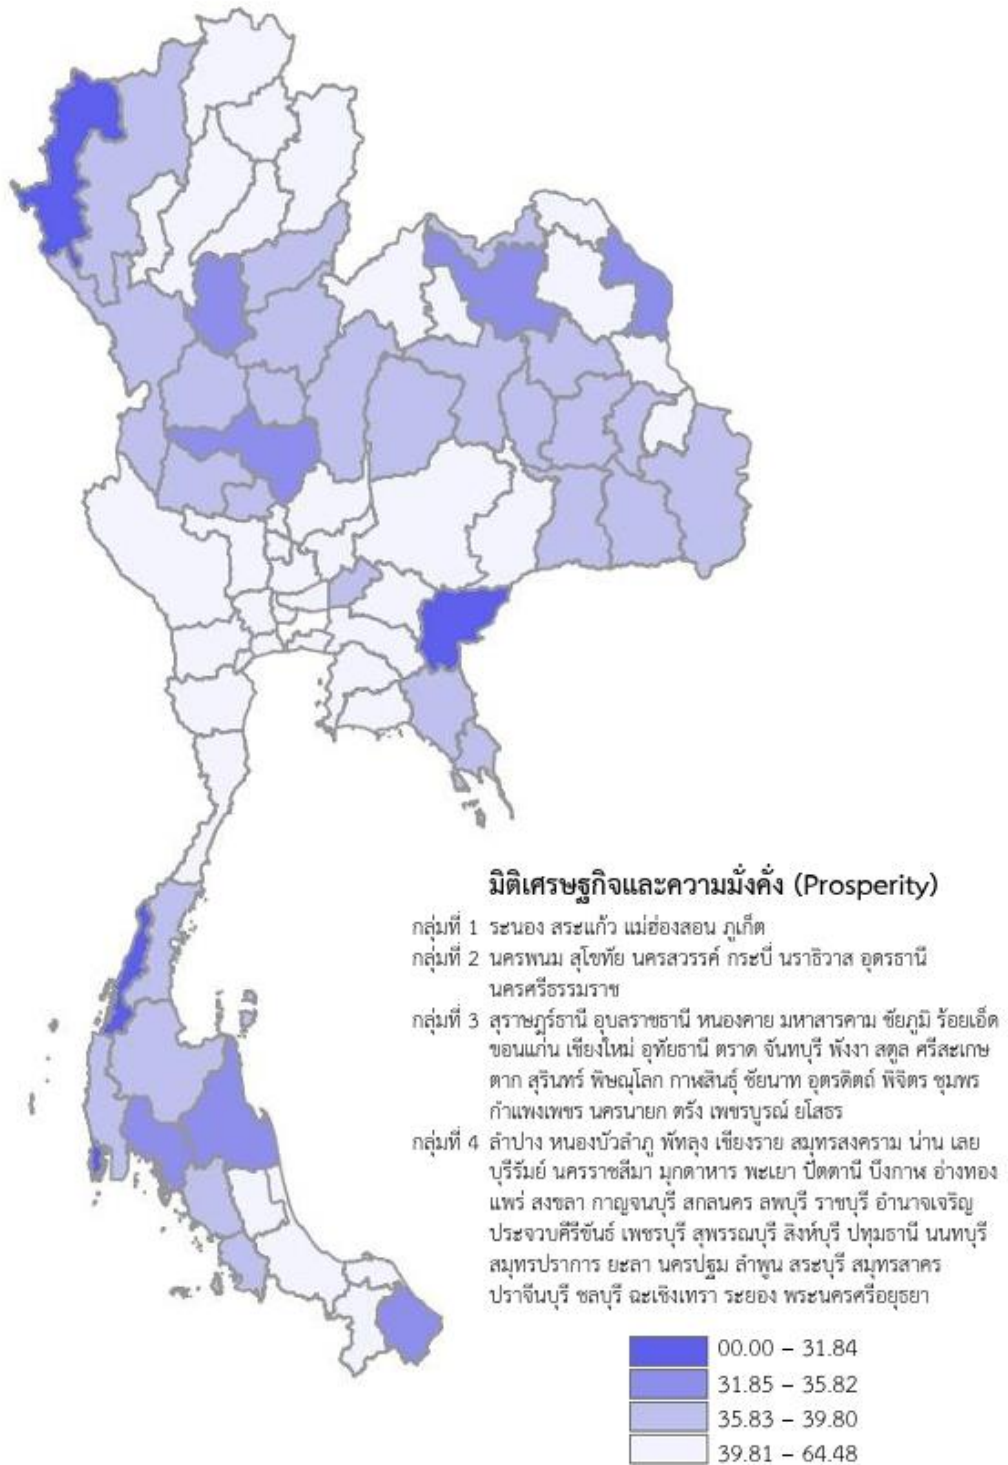 มิติเศรษฐกิจและความมั่งคั่ง (Prosperity)
กลุ่มที่ 1 ระนอง สระแก้ว แม่ฮ่องสอน ภูเก็ต
กลุ่มที่ 2 นครพนม สุโขทัย นครสวรรค์ กระบี่ นราธิวาส อุดรธานี
นครศรีธรรมราช
กลุ่มที่ 3 สุราษฎร์ธานี อุบลราชธานี หนองคาย มหาสารคาม ชัยภูมิ ร้อยเอ็ด
ขอนแก่น เชียงใหม่ อุทัยธานี ตราด จันทบุรี พังงา สตูล ศรีสะเกษ
ตาก สุรินทร์ พิษณุโลก กาฬสินธุ์ ชัยนาท อุตรดิตถ์ พิจิตร ชุมพร
กำแพงเพชร นครนายก ตรัง เพชรบูรณ์ ยโสธร
กลุ่มที่ 4 ลำปาง หนองบัวลำภู พัทลุง เชียงราย สมุทรสงคราม น่าน เลย
บุรีรัมย์ นครราชสีมา มุกดาหาร พะเยา ปัตตานี บึงกาฬ อ่างทอง
แพร่ สงขลา กาญจนบุรี สกลนคร ลพบุรี ราชบุรี อำนาจเจริญ
ประจวบคีรีขันธ์ เพชรบุรี สุพรรณบุรี สิงห์บุรี ปทุมธานี นนทบุรี
สมุทรปราการ ยะลา นครปฐม ลำพูน สระบุรี สมุทรสาคร
ปราจีนบุรี ชลบุรี ฉะเชิงเทรา ระยอง พระนครศรีอยุธยา
00.00 – 31.84
31.85 – 35.82
35.83 – 39.80
39.81 – 64.48